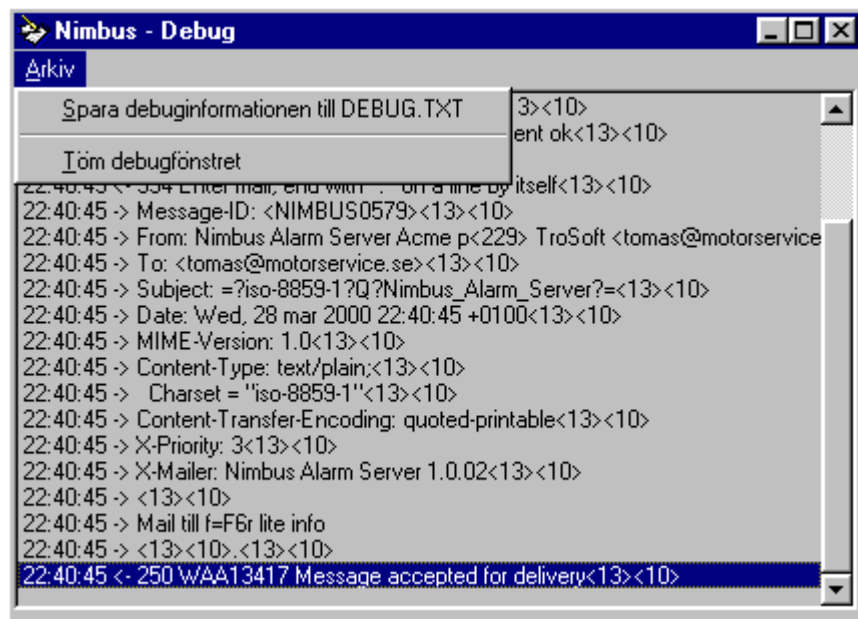 Nimbus - Debug
Arkiv
Spara debuginformationen till DEBUG.TXT
Töm debugfönstret
3><10>
ent ok<13><10>
22:40:45 <- 354 Enter mail, end with "." on a line by itself<13><10>
22:40:45 -> Message-ID: <NIMBUS0579><13><10>
22:40:45 -> From: Nimbus Alarm Server Acme p<229> TroSoft <tomas@motorservice
22:40:45 -> To: <tomas@motorservice.se><13><10>
22:40:45 -> Subject: =?iso-8859-1?Q?Nimbus_Alarm_Server?=<13><10>
22:40:45 -> Date: Wed, 28 mar 2000 22:40:45 +0100<13><10>
22:40:45 -> MIME-Version: 1.0<13><10>
22:40:45 -> Content-Type: text/plain;<13><10>
22:40:45 ->   Charset = "iso-8859-1"<13><10>
22:40:45 -> Content-Transfer-Encoding: quoted-printable<13><10>
22:40:45 -> X-Priority: 3<13><10>
22:40:45 -> X-Mailer: Nimbus Alarm Server 1.0.02<13><10>
22:40:45 -> <13><10>
22:40:45 -> Mail till f=F6r lite info
22:40:45 -> <13><10>.<13><10>
22:40:45 <- 250 WAA13417 Message accepted for delivery<13><10>